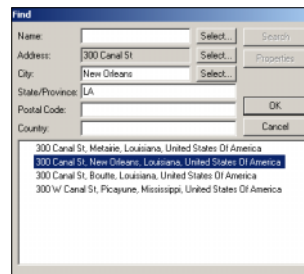 Find
Name: Select... Search
Address: 300 Canal St Select... Properties
City: New Orleans Select...
State/Province: LA
Postal Code: OK
Country: Cancel
300 Canal St, Metairie, Louisiana, United States Of America
300 Canal St, New Orleans, Louisiana, United States Of America
300 Canal St, Boutte, Louisiana, United States Of America
300 W Canal St, Picayune, Mississippi, United States Of America